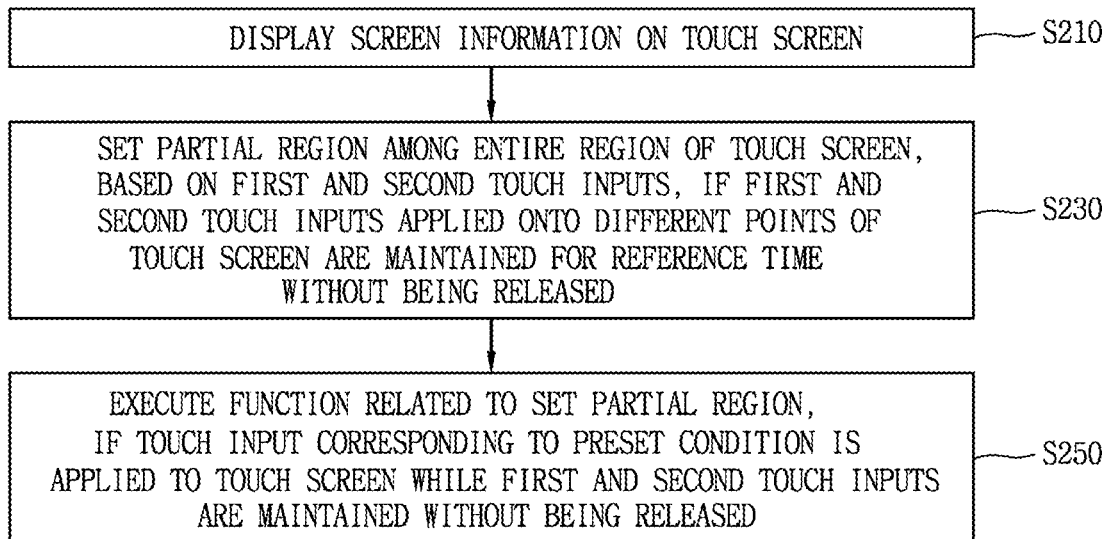 DISPLAY SCREEN INFORMATION ON TOUCH SCREEN
S210
SET PARTIAL REGION AMONG ENTIRE REGION OF TOUCH SCREEN,
BASED ON FIRST AND SECOND TOUCH INPUTS, IF FIRST AND
SECOND TOUCH INPUTS APPLIED ONTO DIFFERENT POINTS OF
TOUCH SCREEN ARE MAINTAINED FOR REFERENCE TIME
WITHOUT BEING RELEASED
S230
EXECUTE FUNCTION RELATED TO SET PARTIAL REGION,
IF TOUCH INPUT CORRESPONDING TO PRESET CONDITION IS
APPLIED TO TOUCH SCREEN WHILE FIRST AND SECOND TOUCH INPUTS
ARE MAINTAINED WITHOUT BEING RELEASED
S250